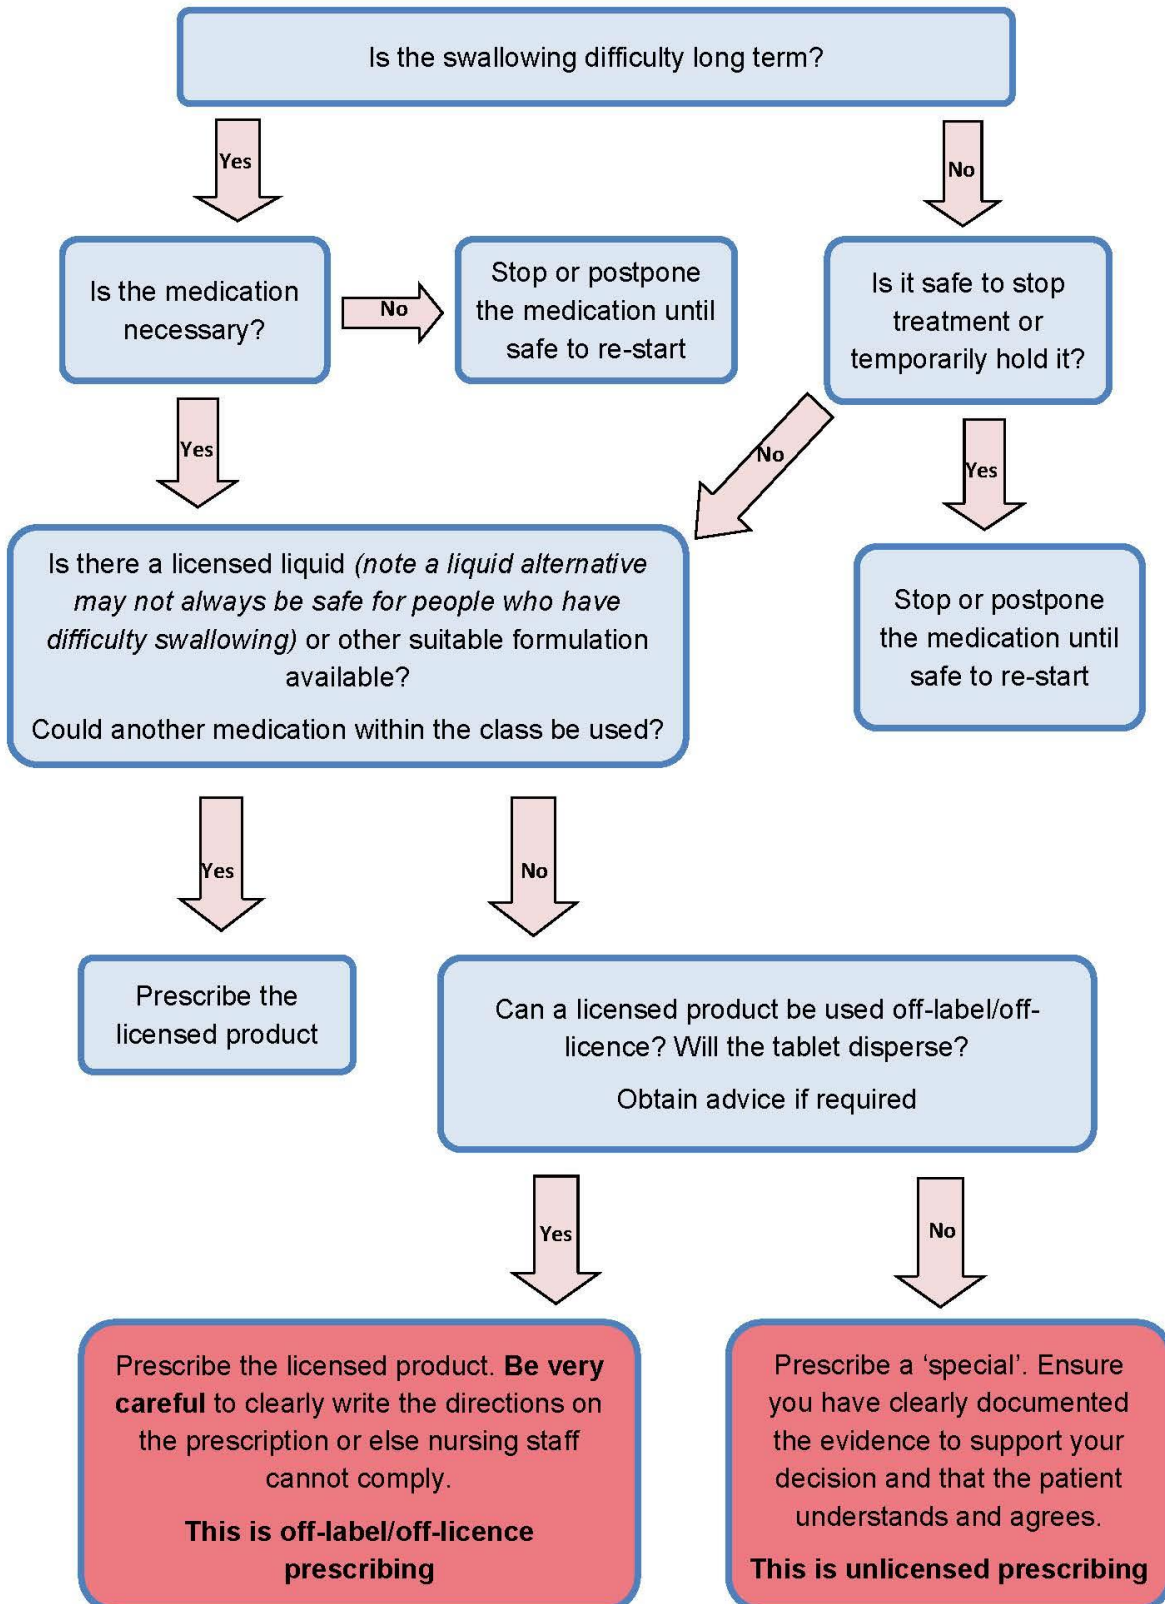 Is the swallowing difficulty long term?
Yes
No
Is the medication
necessary?
No
Stop or postpone
the medication until
safe to re-start
Is it safe to stop
treatment or
temporarily hold it?
Yes
No
Yes
Is there a licensed liquid (note a liquid alternative
may not always be safe for people who have
difficulty swallowing) or other suitable formulation
available?
Could another medication within the class be used?
Stop or postpone
the medication until
safe to re-start
Yes
No
Prescribe the
licensed product
Can a licensed product be used off-label/off-
licence? Will the tablet disperse?
Obtain advice if required
Yes
No
Prescribe the licensed product. Be very
careful to clearly write the directions on
the prescription or else nursing staff
cannot comply.
This is off-label/off-licence
prescribing
Prescribe a ‘special’. Ensure
you have clearly documented
the evidence to support your
decision and that the patient
understands and agrees.
This is unlicensed prescribing